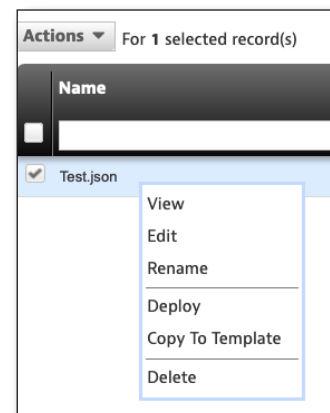 Actions For 1 selected record(s)
Name
Test.json
View
Edit
Rename
Deploy
Copy To Template
Delete